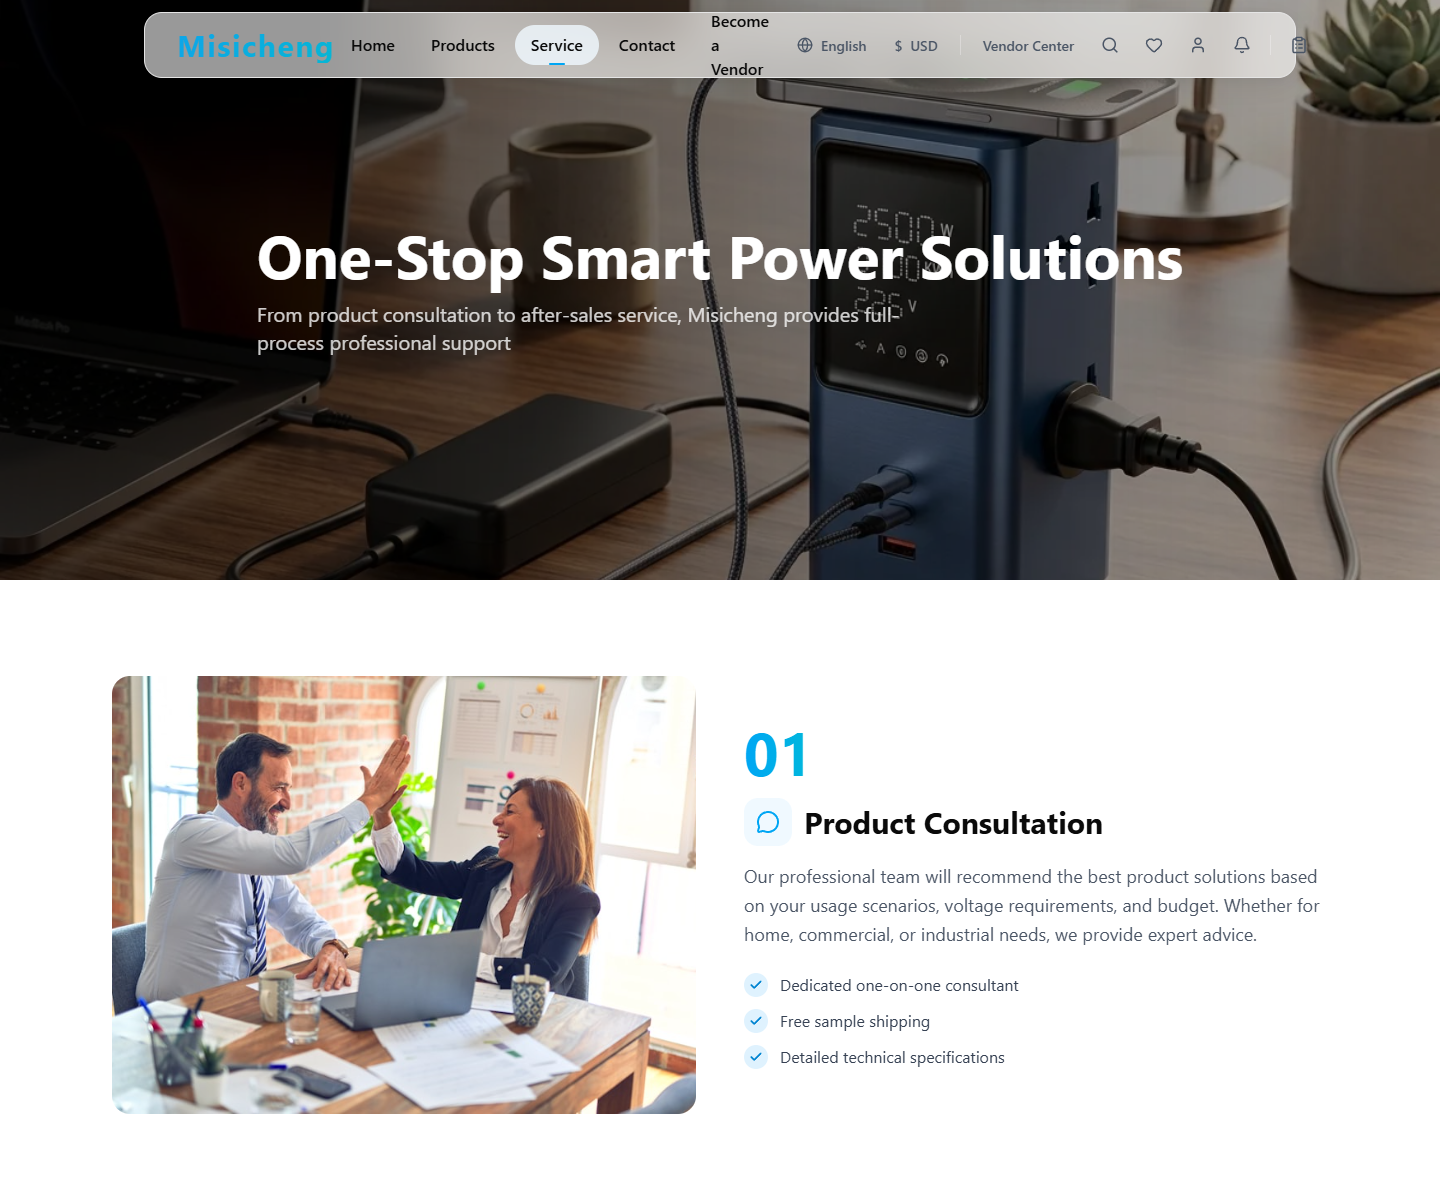 Misicheng
Home
Products
Service
Contact
Become
a
Vendor
English
$ USD
Vendor Center
One-Stop Smart Power Solutions
From product consultation to after-sales service, Misicheng provides full-
process professional support
01
Product Consultation
Our professional team will recommend the best product solutions based
on your usage scenarios, voltage requirements, and budget. Whether for
home, commercial, or industrial needs, we provide expert advice.
Dedicated one-on-one consultant
Free sample shipping
Detailed technical specifications